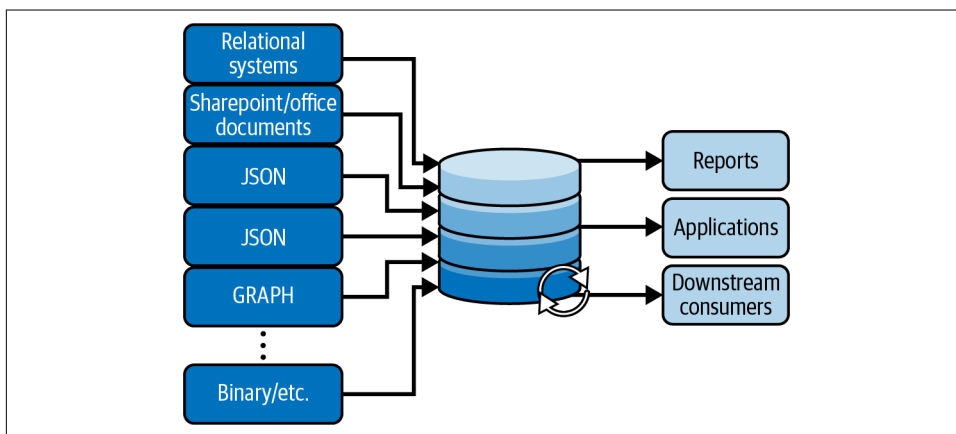 Relational
systems
Sharepoint/office
documents
JSON
JSON
GRAPH
Binary/etc.
Reports
Applications
Downstream
consumers